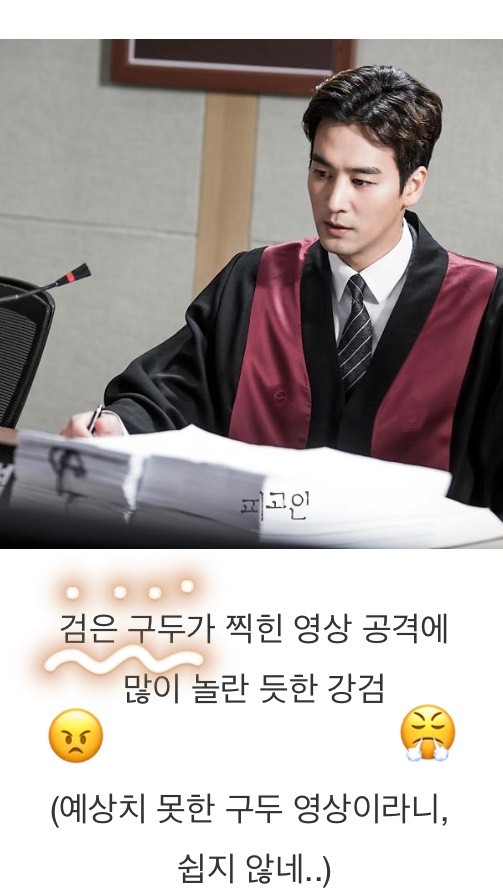 피고인
검은 구두가 찍힌 영상 공격에
많이 놀란 듯한 강검
(예상치 못한 구두 영상이라니,
쉽지 않네..)